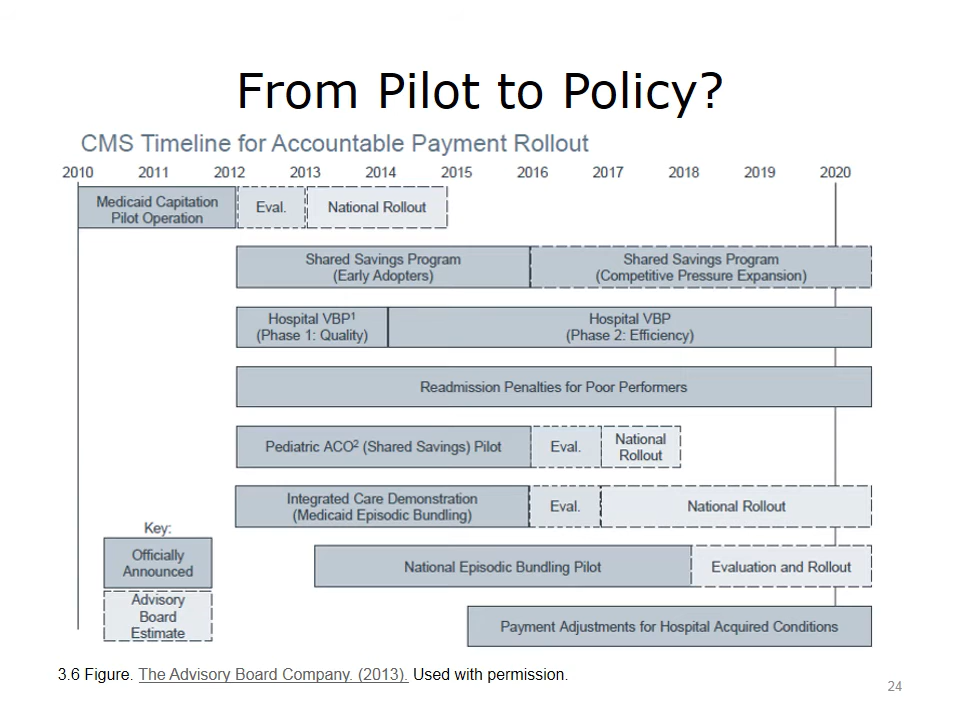 From Pilot to Policy?
CMS Timeline for Accountable Payment Rollout
2010 2011 2012 2013 2014 2015 2016 2017 2018 2019 2020
Medicaid Capitation
Pilot Operation
Eval.
National Rollout
Shared Savings Program
(Early Adopters)
Shared Savings Program
(Competitive Pressure Expansion)
Hospital VBP¹
(Phase 1: Quality)
Hospital VBP
(Phase 2: Efficiency)
Readmission Penalties for Poor Performers
Pediatric ACO² (Shared Savings) Pilot
Eval.
National
Rollout
Integrated Care Demonstration
(Medicaid Episodic Bundling)
Eval.
National Rollout
National Episodic Bundling Pilot
Evaluation and Rollout
Payment Adjustments for Hospital Acquired Conditions
Key:
Officially
Announced
Advisory
Board
Estimate
3.6 Figure. The Advisory Board Company. (2013). Used with permission.
24